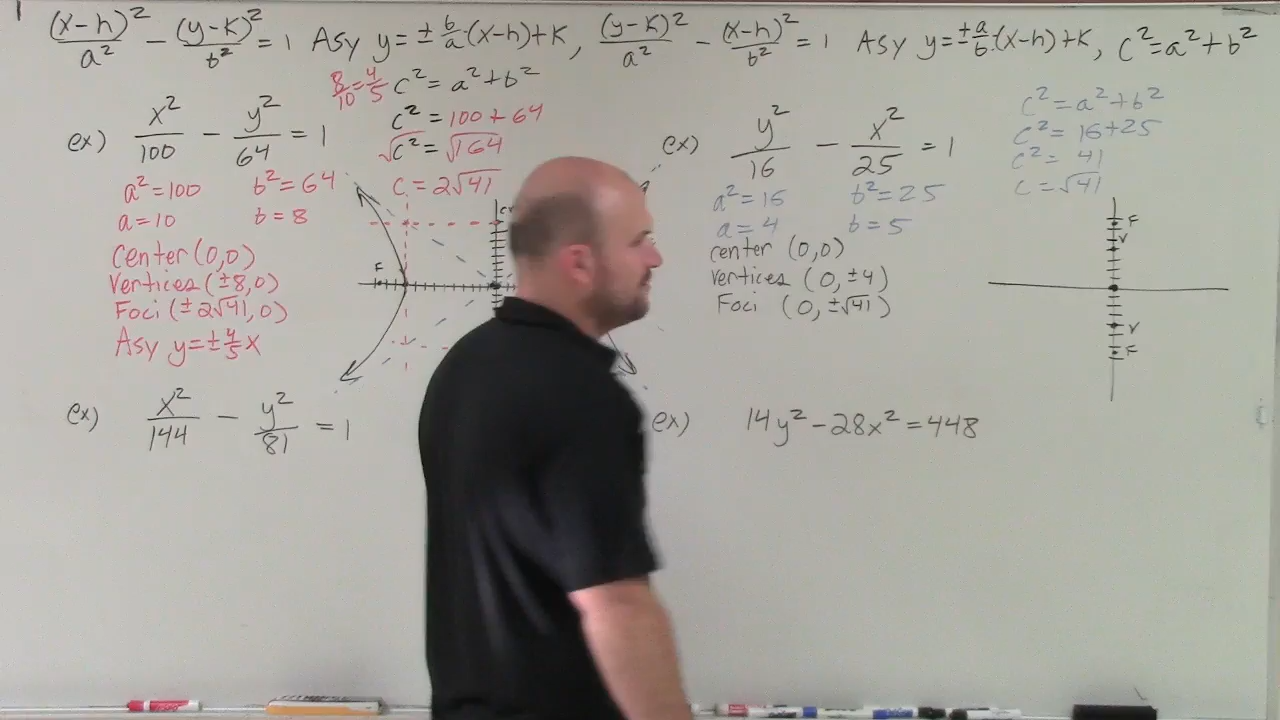 (x-h)²/a² - (y-k)²/b² = 1 Asy y = ± b/a·(x-h)+k, (y-k)²/a² - (x-h)²/b² = 1 Asy y = ± a/b·(x-h)+k, c² = a² + b²
8/10 = 4/5 c² = a² + b²
ex) x²/100 - y²/64 = 1
c² = 100 + 64
√c² = √164
c = 2√41
a² = 100 b² = 64
a = 10 b = 8
Center (0,0)
Vertices (±8,0)
Foci (±2√41, 0)
Asy y = ± 4/5 x
F
ex) y²/16 - x²/25 = 1
c² = a² + b²
c² = 16 + 25
c² = 41
c = √41
a² = 16 b² = 25
a = 4 b = 5
center (0,0)
vertices (0, ±4)
Foci (0, ±√41)
F
V
V
F
ex) x²/144 - y²/81 = 1
ex) 14y² - 28x² = 448